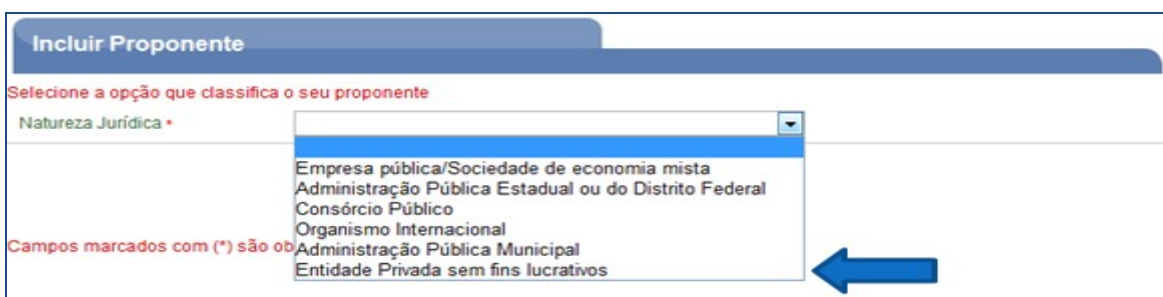 Incluir Proponente
Selecione a opção que classifica o seu proponente
Natureza Jurídica *
Empresa pública/Sociedade de economia mista
Administração Pública Estadual ou do Distrito Federal
Consórcio Público
Organismo Internacional
Administração Pública Municipal
Entidade Privada sem fins lucrativos
Campos marcados com (*) são ob